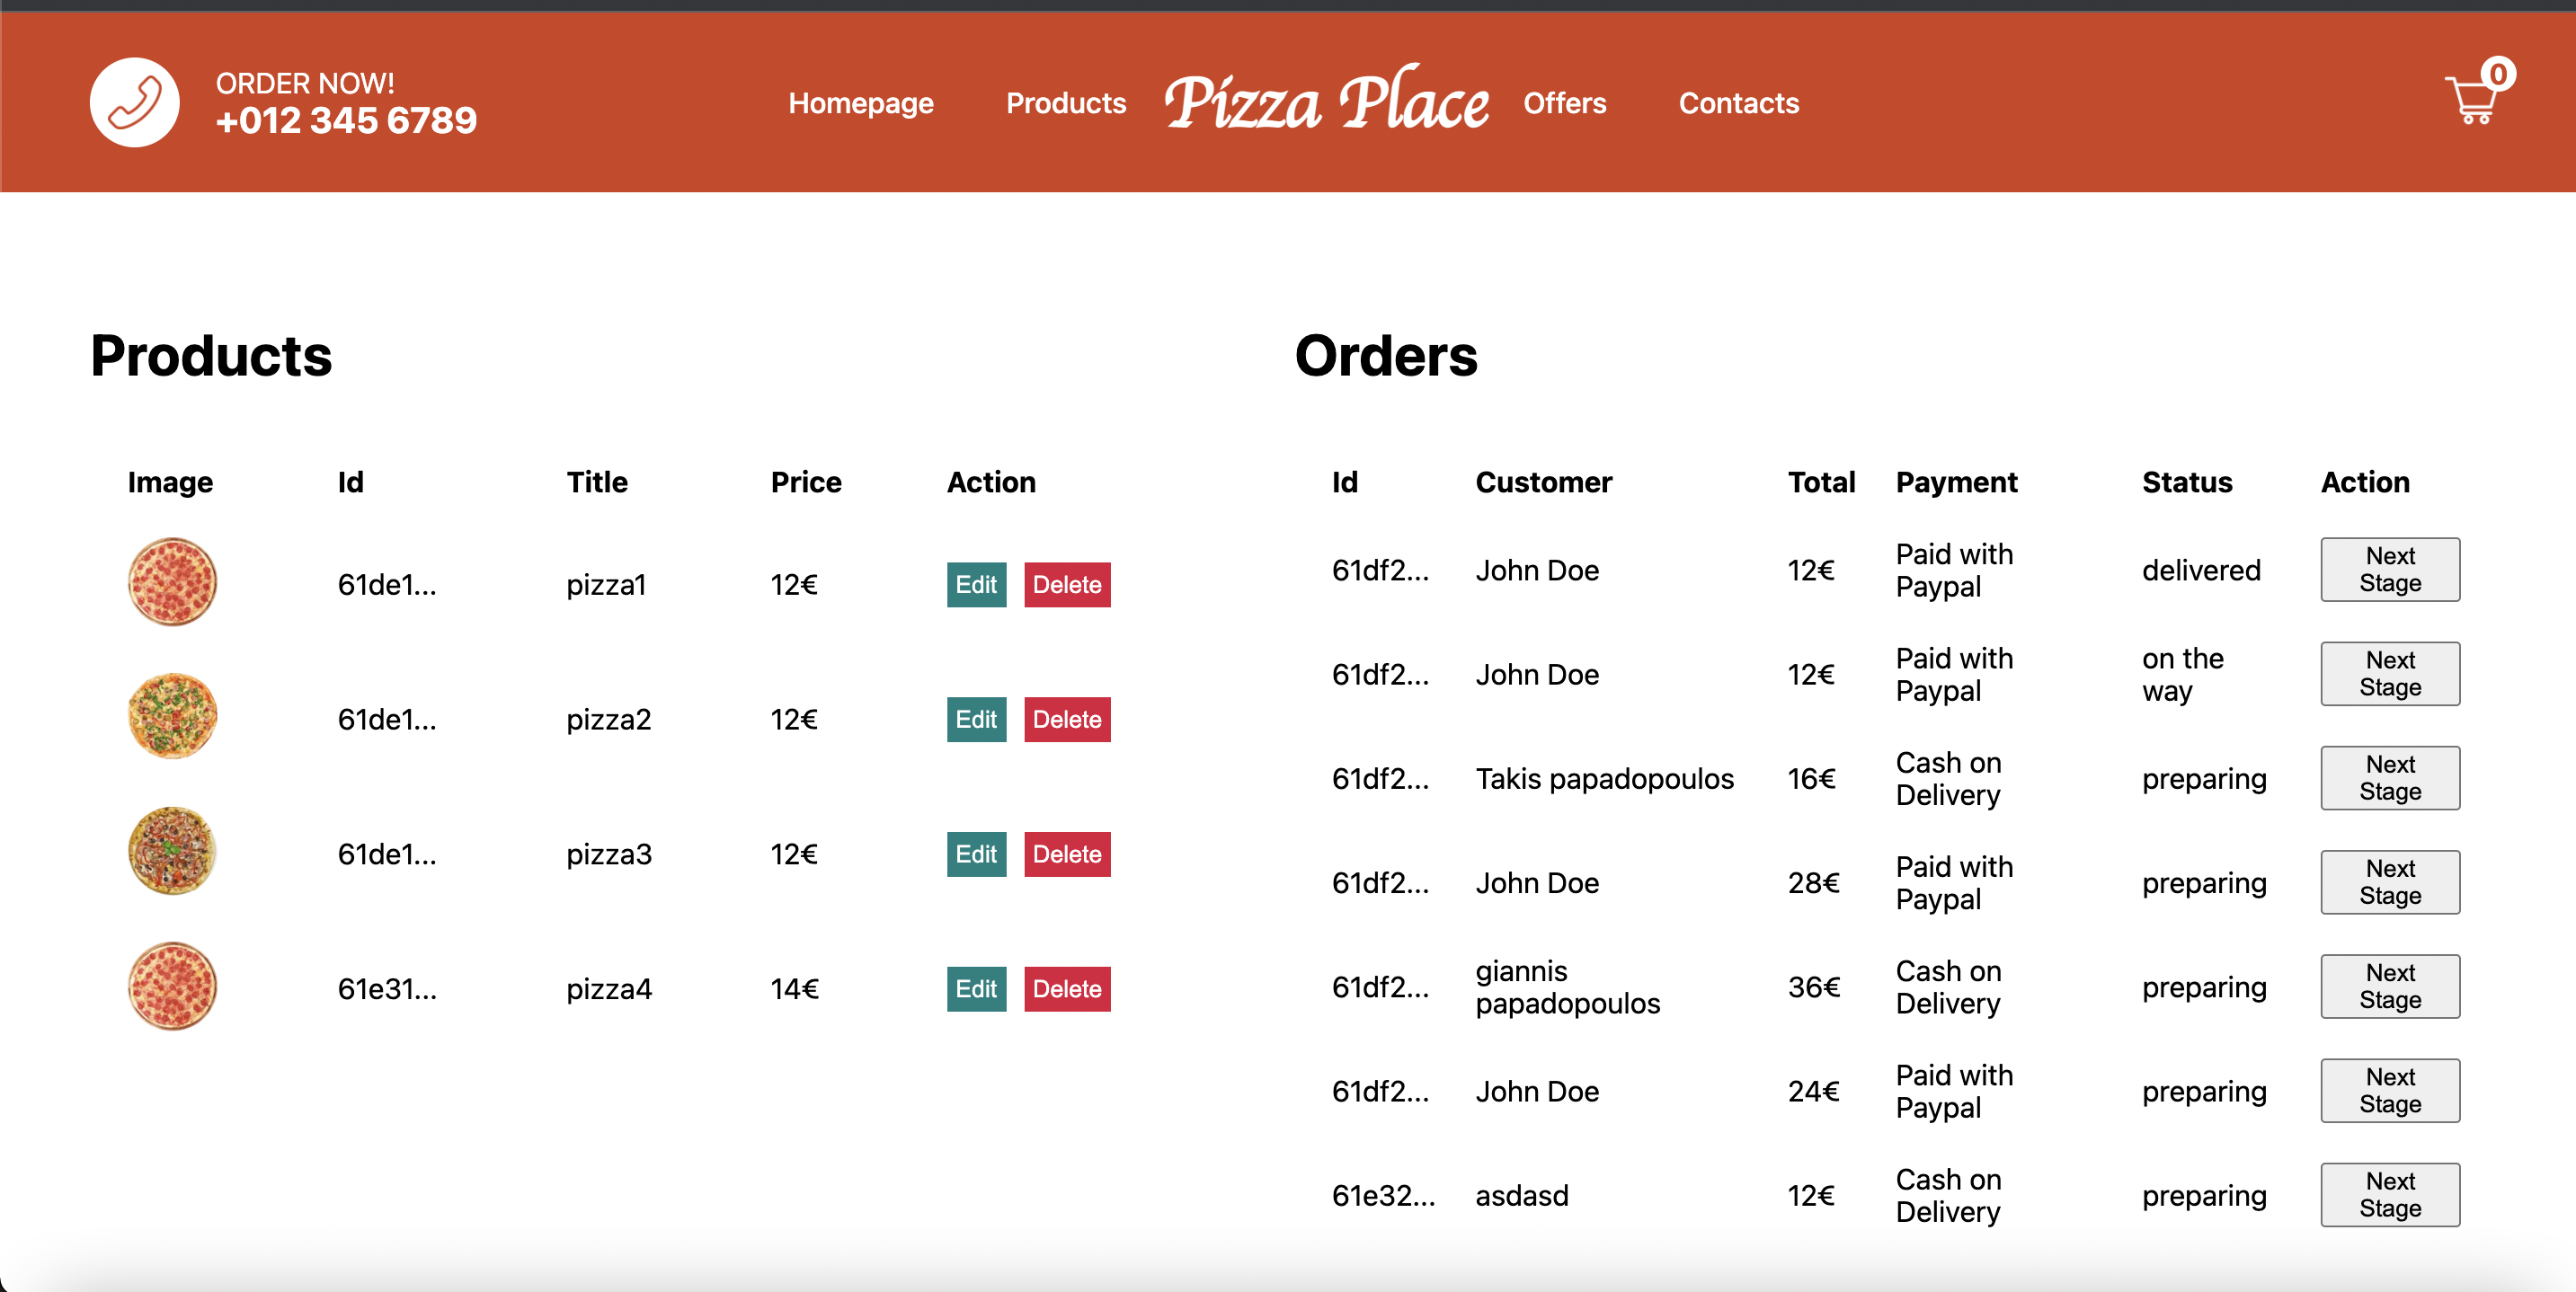 ORDER NOW!
+012 345 6789
Homepage Products Pizza Place Offers Contacts
0
Products
Image Id Title Price Action
61de1... pizza1 12€ Edit Delete
61de1... pizza2 12€ Edit Delete
61de1... pizza3 12€ Edit Delete
61e31... pizza4 14€ Edit Delete
Orders
Id Customer Total Payment Status Action
61df2... John Doe 12€ Paid with Paypal delivered Next Stage
61df2... John Doe 12€ Paid with Paypal on the way Next Stage
61df2... Takis papadopoulos 16€ Cash on Delivery preparing Next Stage
61df2... John Doe 28€ Paid with Paypal preparing Next Stage
61df2... giannis papadopoulos 36€ Cash on Delivery preparing Next Stage
61df2... John Doe 24€ Paid with Paypal preparing Next Stage
61e32... asdasd 12€ Cash on Delivery preparing Next Stage